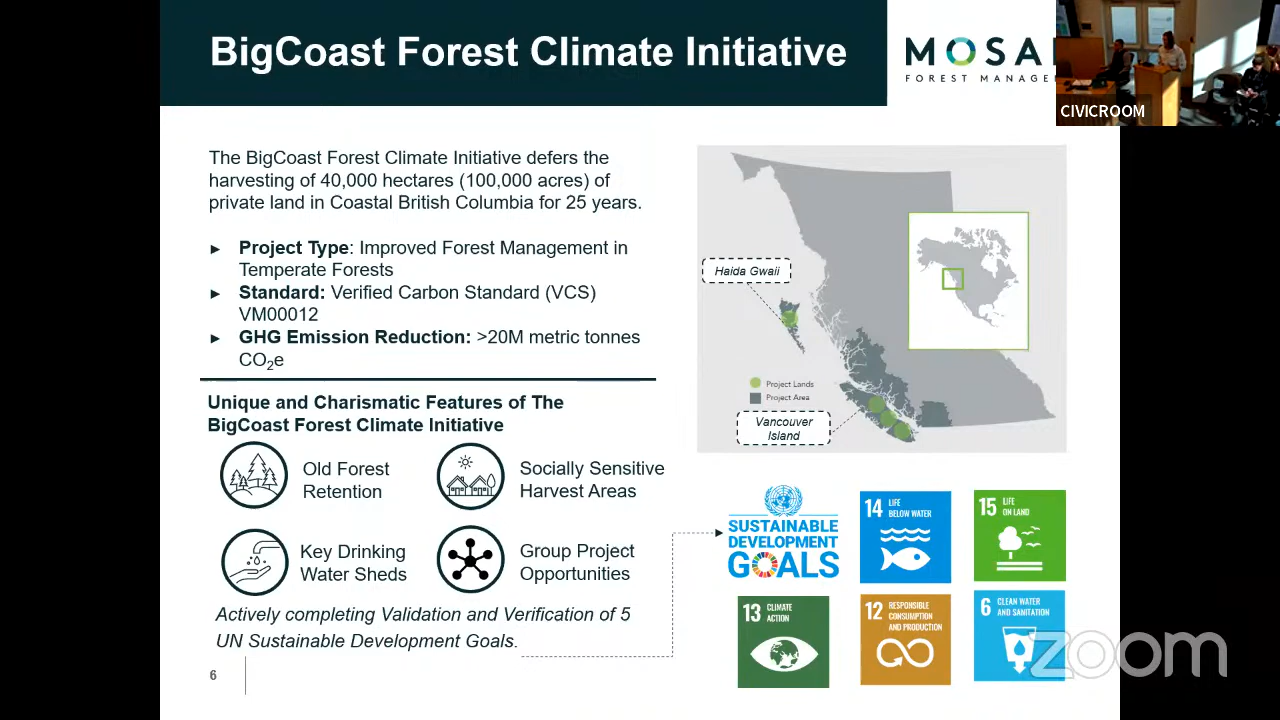 BigCoast Forest Climate Initiative
MOSAI
FOREST MANAGE
CIVICROOM
The BigCoast Forest Climate Initiative defers the
harvesting of 40,000 hectares (100,000 acres) of
private land in Coastal British Columbia for 25 years.
► Project Type: Improved Forest Management in
Temperate Forests
► Standard: Verified Carbon Standard (VCS)
VM00012
► GHG Emission Reduction: >20M metric tonnes
CO2e
Unique and Charismatic Features of The
BigCoast Forest Climate Initiative
Old Forest
Retention
Socially Sensitive
Harvest Areas
Key Drinking
Water Sheds
Group Project
Opportunities
Actively completing Validation and Verification of 5
UN Sustainable Development Goals.
6
Haida Gwaii
Project Lands
Project Area
Vancouver
Island
SUSTAINABLE
DEVELOPMENT
GOALS
14 LIFE
BELOW WATER
15 LIFE
ON LAND
13 CLIMATE
ACTION
12 RESPONSIBLE
CONSUMPTION
AND PRODUCTION
6 CLEAN WATER
AND SANITATION
zoom